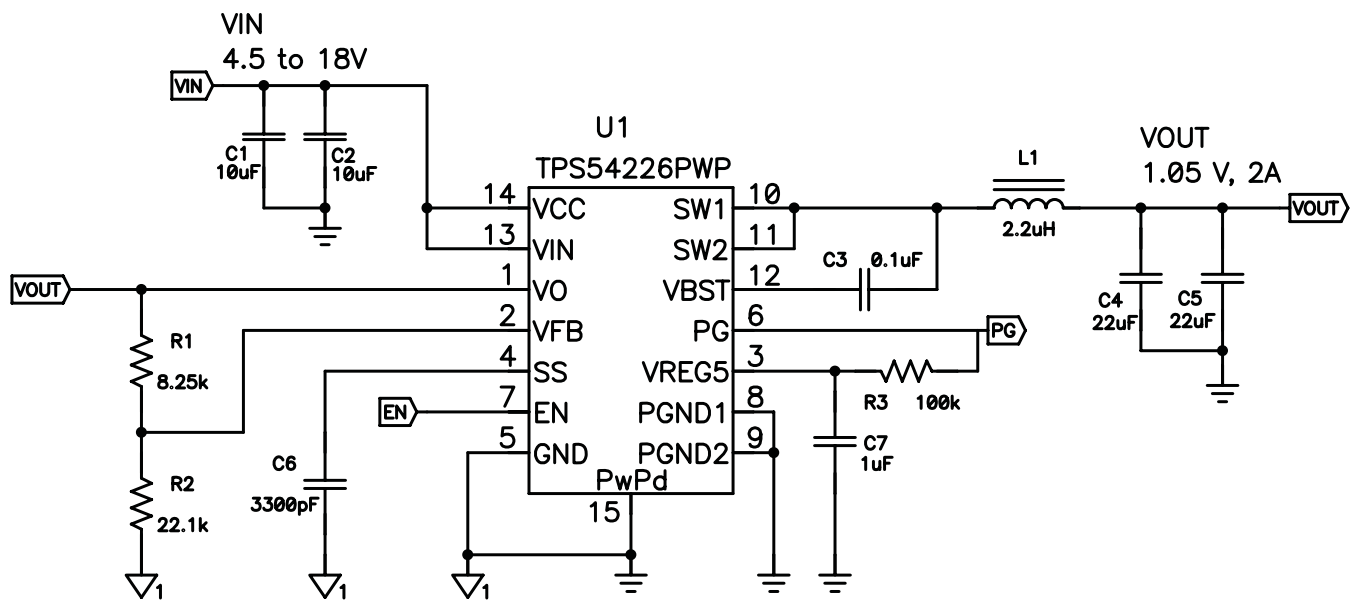 VIN
4.5 to 18V
VIN
C1
10uF
C2
10uF
U1
TPS54226PWP
14
VCC
13
VIN
1
VO
2
VFB
4
SS
7
EN
5
GND
SW1
10
SW2
11
VBST
12
PG
6
VREG5
3
PGND1
8
PGND2
9
PwPd
15
VOUT
R1
8.25k
R2
22.1k
1
C6
3300pF
1
EN
1
C3
0.1uF
L1
2.2uH
VOUT
1.05 V, 2A
VOUT
C4
22uF
C5
22uF
PG
R3
100k
C7
1uF